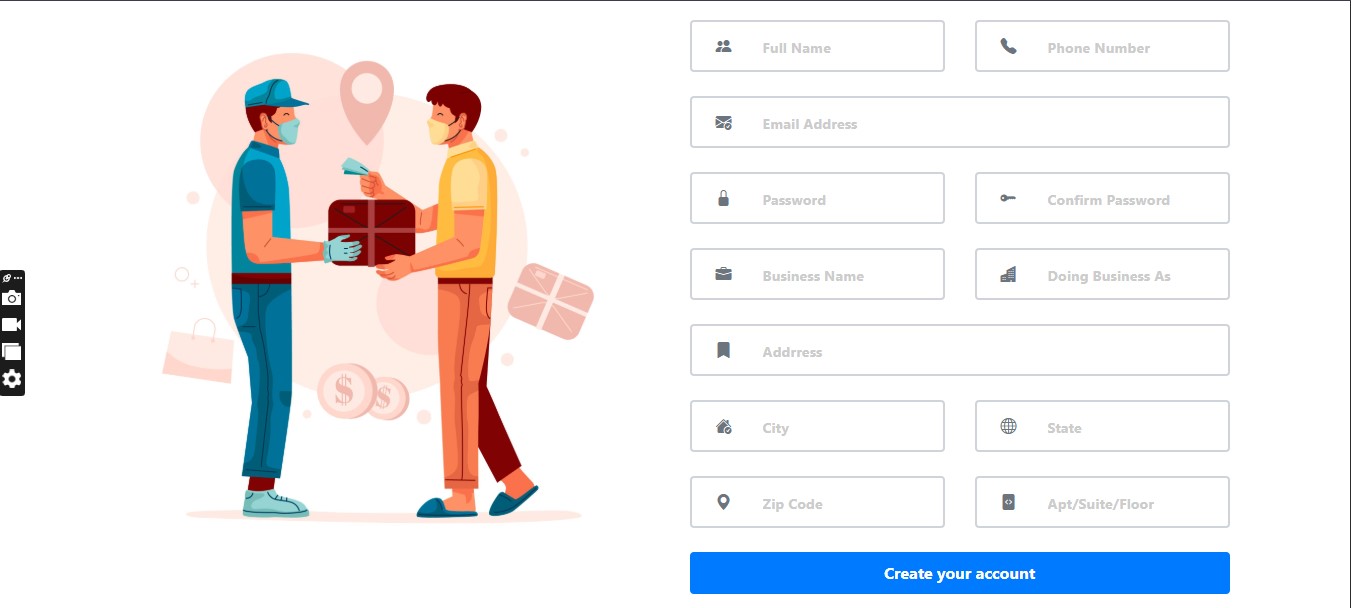 Full Name
Phone Number
Email Address
Password
Confirm Password
Business Name
Doing Business As
Addrress
City
State
Zip Code
Apt/Suite/Floor
Create your account
$
$